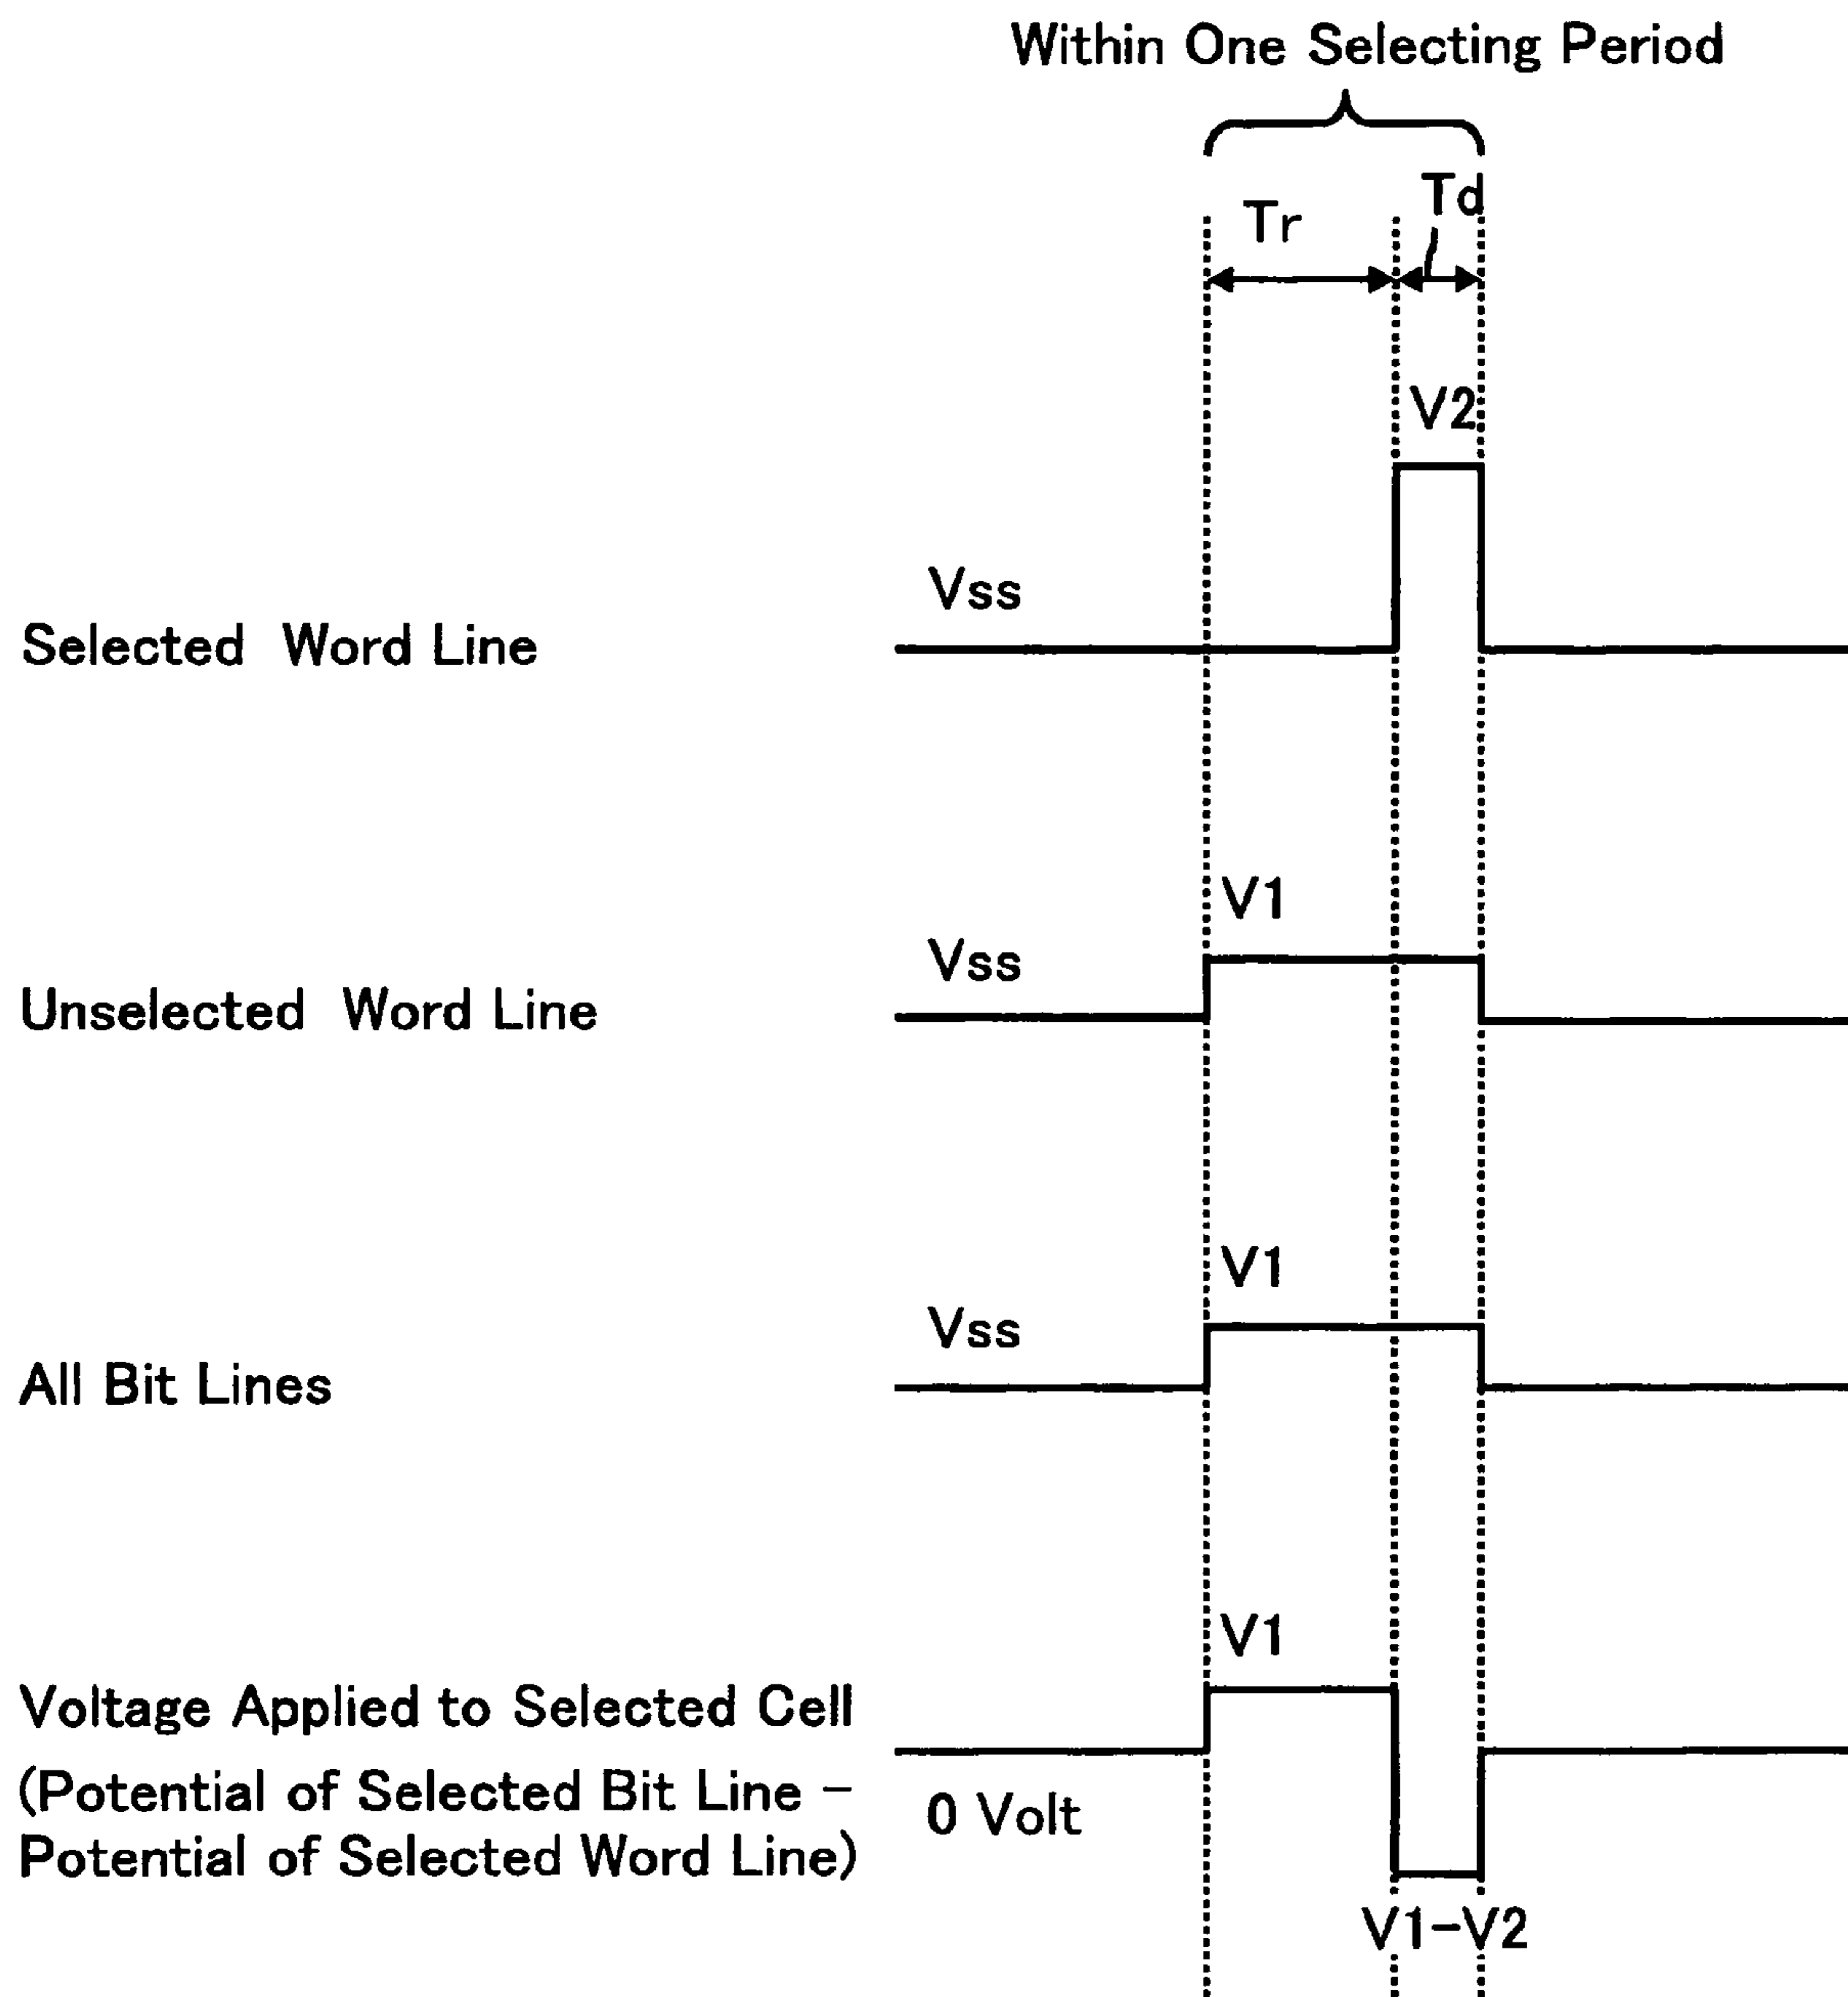 Within One Selecting Period
Td
Tr
V2
Vss
Selected Word Line
V1
Vss
Unselected Word Line
V1
Vss
All Bit Lines
V1
Voltage Applied to Selected Cell
(Potential of Selected Bit Line –
Potential of Selected Word Line)
0 Volt
V1–V2